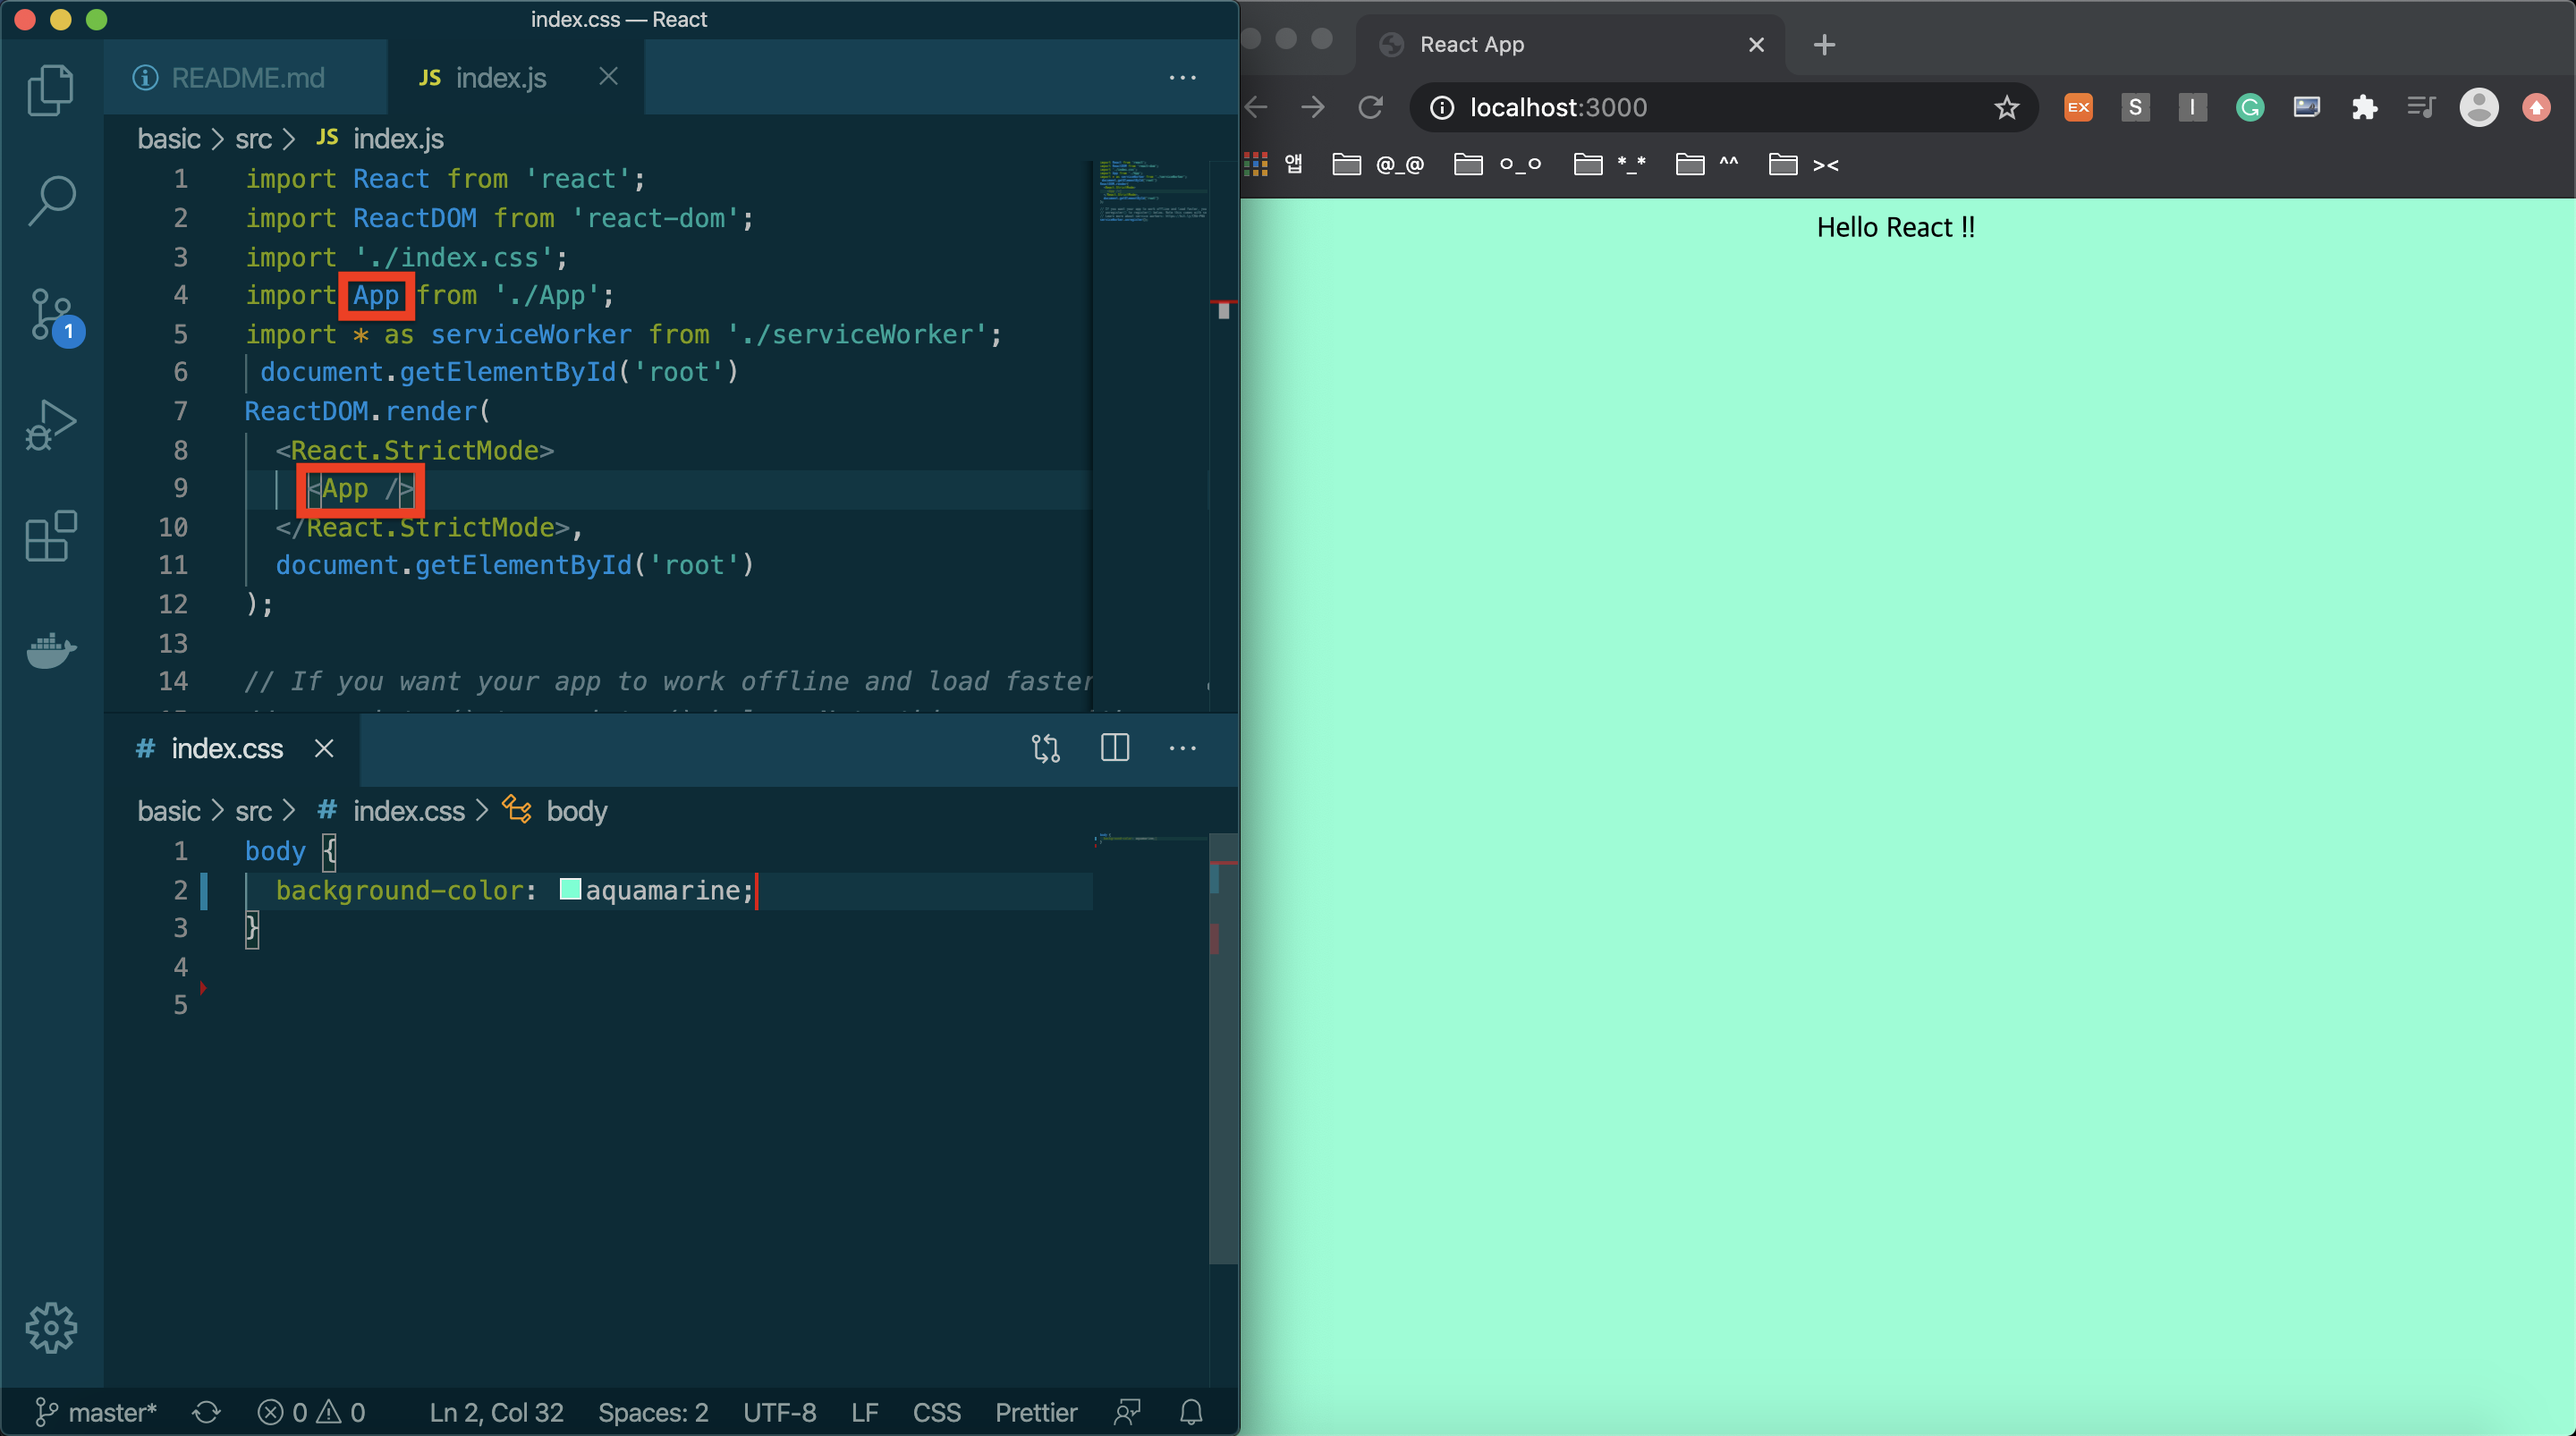 index.css — React
README.md
JS index.js
basic > src > JS index.js
1 import React from 'react';
2 import ReactDOM from 'react-dom';
3 import './index.css';
4 import App from './App';
5 import * as serviceWorker from './serviceWorker';
6 document.getElementById('root')
7 ReactDOM.render(
8 <React.StrictMode>
9 <App />
10 </React.StrictMode>,
11 document.getElementById('root')
12 );
13
14 // If you want your app to work offline and load faster
# index.css
basic > src > # index.css > body
1 body {
2 background-color: aquamarine;
3 }
4
5
1
master* 0 0 Ln 2, Col 32 Spaces: 2 UTF-8 LF CSS Prettier
React App
localhost:3000
EX S I G
앱 @_@ ㅇ_ㅇ *_* ^^ ><
Hello React !!